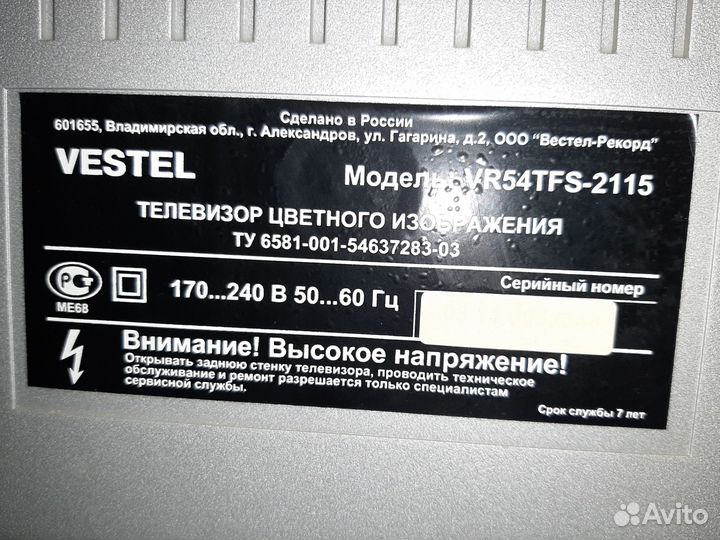 Сделано в России
601655, Владимирская обл., г. Александров, ул. Гагарина, д.2, ООО "Вестел-Рекорд"
VESTEL
Модель: VR54TFS-2115
ТЕЛЕВИЗОР ЦВЕТНОГО ИЗОБРАЖЕНИЯ
ТУ 6581-001-54637283-03
РСТ
МЕ68
170...240 В 50...60 Гц
Серийный номер
Внимание! Высокое напряжение!
Открывать заднюю стенку телевизора, проводить техническое
обслуживание и ремонт разрешается только специалистам
сервисной службы.
Срок службы 7 лет
Avito